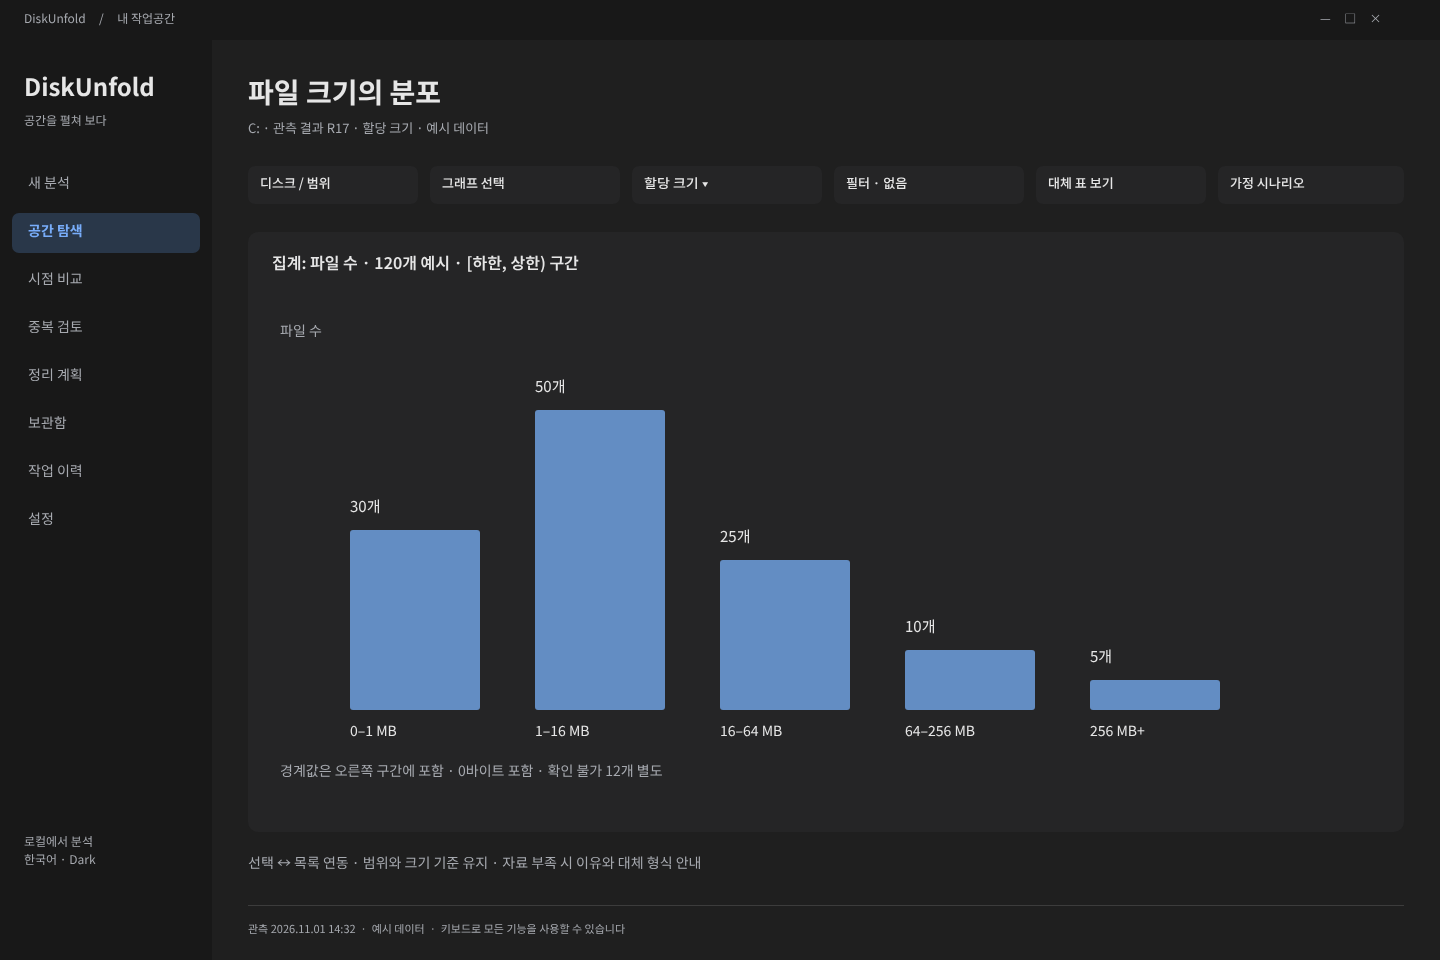 DiskUnfold / 내 작업공간
DiskUnfold
공간을 펼쳐 보다
새 분석
공간 탐색
시점 비교
중복 검토
정리 계획
보관함
작업 이력
설정
로컬에서 분석
한국어 · Dark
파일 크기의 분포
C: · 관측 결과 R17 · 할당 크기 · 예시 데이터
디스크 / 범위
그래프 선택
할당 크기 ▾
필터 · 없음
대체 표 보기
가정 시나리오
집계: 파일 수 · 120개 예시 · [하한, 상한) 구간
파일 수
30개
50개
25개
10개
5개
0–1 MB
1–16 MB
16–64 MB
64–256 MB
256 MB+
경계값은 오른쪽 구간에 포함 · 0바이트 포함 · 확인 불가 12개 별도
선택 ↔ 목록 연동 · 범위와 크기 기준 유지 · 자료 부족 시 이유와 대체 형식 안내
관측 2026.11.01 14:32 · 예시 데이터 · 키보드로 모든 기능을 사용할 수 있습니다